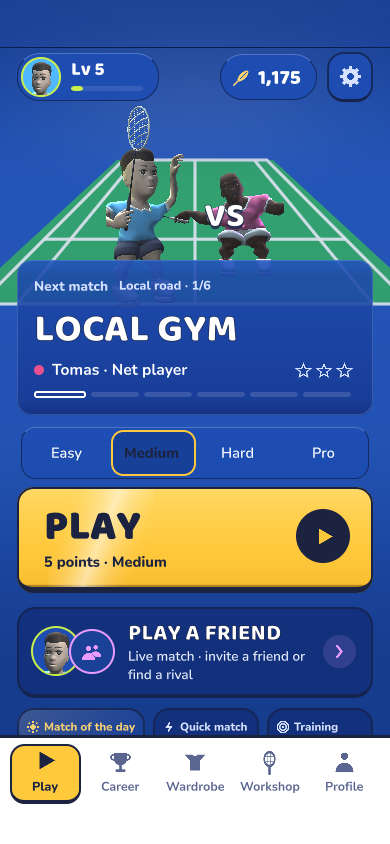 Lv 5
1,175
VS
Next match Local road · 1/6
LOCAL GYM
Tomas · Net player
Easy Medium Hard Pro
PLAY
5 points · Medium
PLAY A FRIEND
Live match · invite a friend or
find a rival
Match of the day Quick match Training
Play Career Wardrobe Workshop Profile